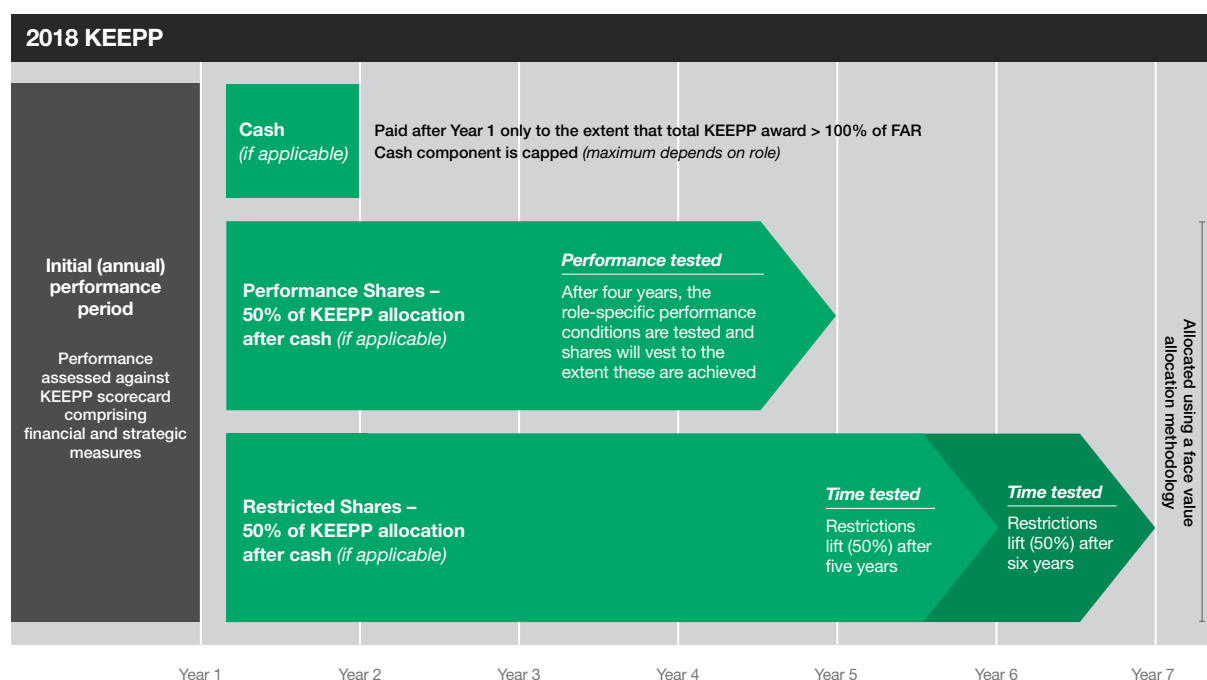 2018 KEEPP
Initial (annual)
performance
period
Performance
assessed against
KEEPP scorecard
comprising
financial and strategic
measures
Cash
(if applicable)
Paid after Year 1 only to the extent that total KEEPP award > 100% of FAR
Cash component is capped (maximum depends on role)
Performance Shares –
50% of KEEPP allocation
after cash (if applicable)
Performance tested
After four years, the
role-specific performance
conditions are tested and
shares will vest to the
extent these are achieved
Restricted Shares –
50% of KEEPP allocation
after cash (if applicable)
Time tested
Restrictions
lift (50%) after
five years
Time tested
Restrictions
lift (50%) after
six years
Allocated using a face value
allocation methodology
Year 1
Year 2
Year 3
Year 4
Year 5
Year 6
Year 7